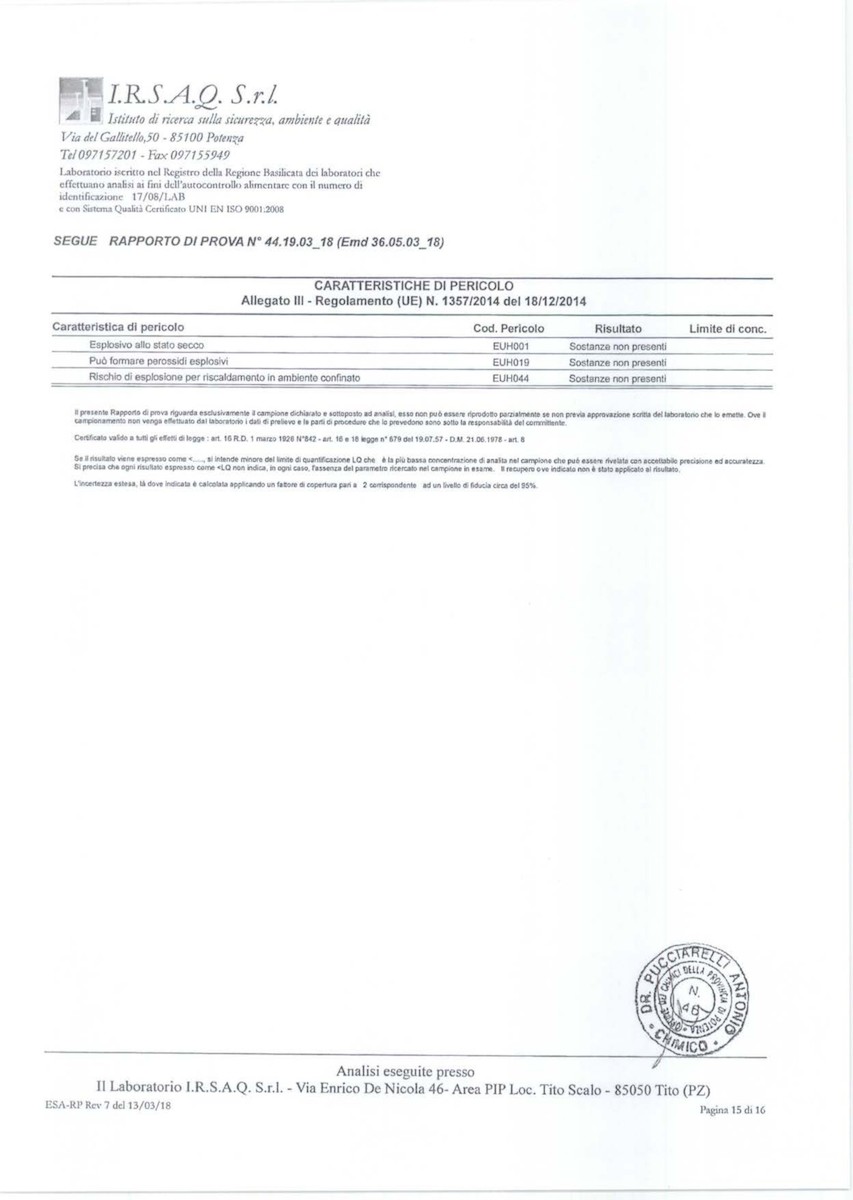 I.R.S.A.Q. S.r.l.
Istituto di ricerca sulla sicurezza, ambiente e qualità
Via del Gallitello,50 - 85100 Potenza
Tel 097157201 - Fax 097155949
Laboratorio iscritto nel Registro della Regione Basilicata dei laboratori che
effettuano analisi ai fini dell'autocontrollo alimentare con il numero di
identificazione 17/08/LAB
e con Sistema Qualità Certificato UNI EN ISO 9001:2008
SEGUE RAPPORTO DI PROVA N° 44.19.03_18 (Emd 36.05.03_18)
CARATTERISTICHE DI PERICOLO
Allegato III - Regolamento (UE) N. 1357/2014 del 18/12/2014
Caratteristica di pericolo Cod. Pericolo Risultato Limite di conc.
Esplosivo allo stato secco EUH001 Sostanze non presenti
Può formare perossidi esplosivi EUH019 Sostanze non presenti
Rischio di esplosione per riscaldamento in ambiente confinato EUH044 Sostanze non presenti
Il presente Rapporto di prova riguarda esclusivamente il campione dichiarato e sottoposto ad analisi, esso non può essere riprodotto parzialmente se non previa approvazione scritta del laboratorio che lo emette. Ove il
campionamento non venga effettuato dal laboratorio i dati di prelievo e le parti di procedure che lo prevedono sono sotto la responsabilità del committente.
Certificato valido a tutti gli effetti di legge : art. 16 R.D. 1 marzo 1928 N°842 - art. 16 e 18 legge n° 679 del 19.07.57 - D.M. 21.06.1978 - art. 8
Se il risultato viene espresso come <....., si intende minore del limite di quantificazione LQ che è la più bassa concentrazione di analita nel campione che può essere rivelata con accettabile precisione ed accuratezza.
Si precisa che ogni risultato espresso come <LQ non indica, in ogni caso, l'assenza del parametro ricercato nel campione in esame. Il recupero ove indicato non è stato applicato al risultato.
L'incertezza estesa, là dove indicata è calcolata applicando un fattore di copertura pari a 2 corrispondente ad un livello di fiducia circa del 95%.
DR. PUCCIARELLI ANTONIO
CHIMICO
ORDINE DEI CHIMICI DELLA PROVINCIA DI POTENZA
N.
Analisi eseguite presso
Il Laboratorio I.R.S.A.Q. S.r.l. - Via Enrico De Nicola 46- Area PIP Loc. Tito Scalo - 85050 Tito (PZ)
ESA-RP Rev 7 del 13/03/18
Pagina 15 di 16